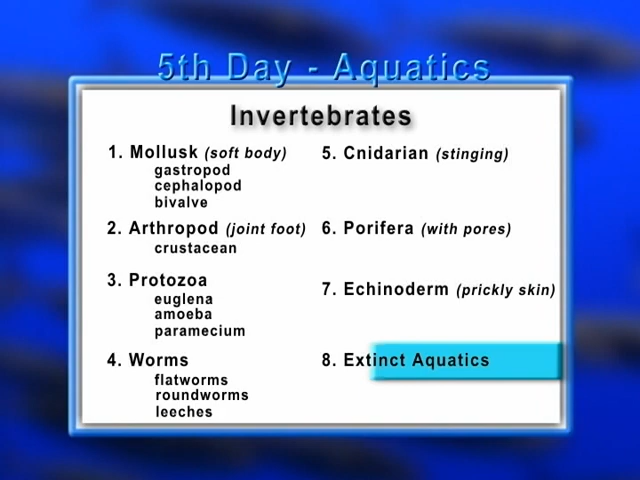 5th Day - Aquatics
Invertebrates
1. Mollusk (soft body)
gastropod
cephalopod
bivalve
2. Arthropod (joint foot)
crustacean
3. Protozoa
euglena
amoeba
paramecium
4. Worms
flatworms
roundworms
leeches
5. Cnidarian (stinging)
6. Porifera (with pores)
7. Echinoderm (prickly skin)
8. Extinct Aquatics